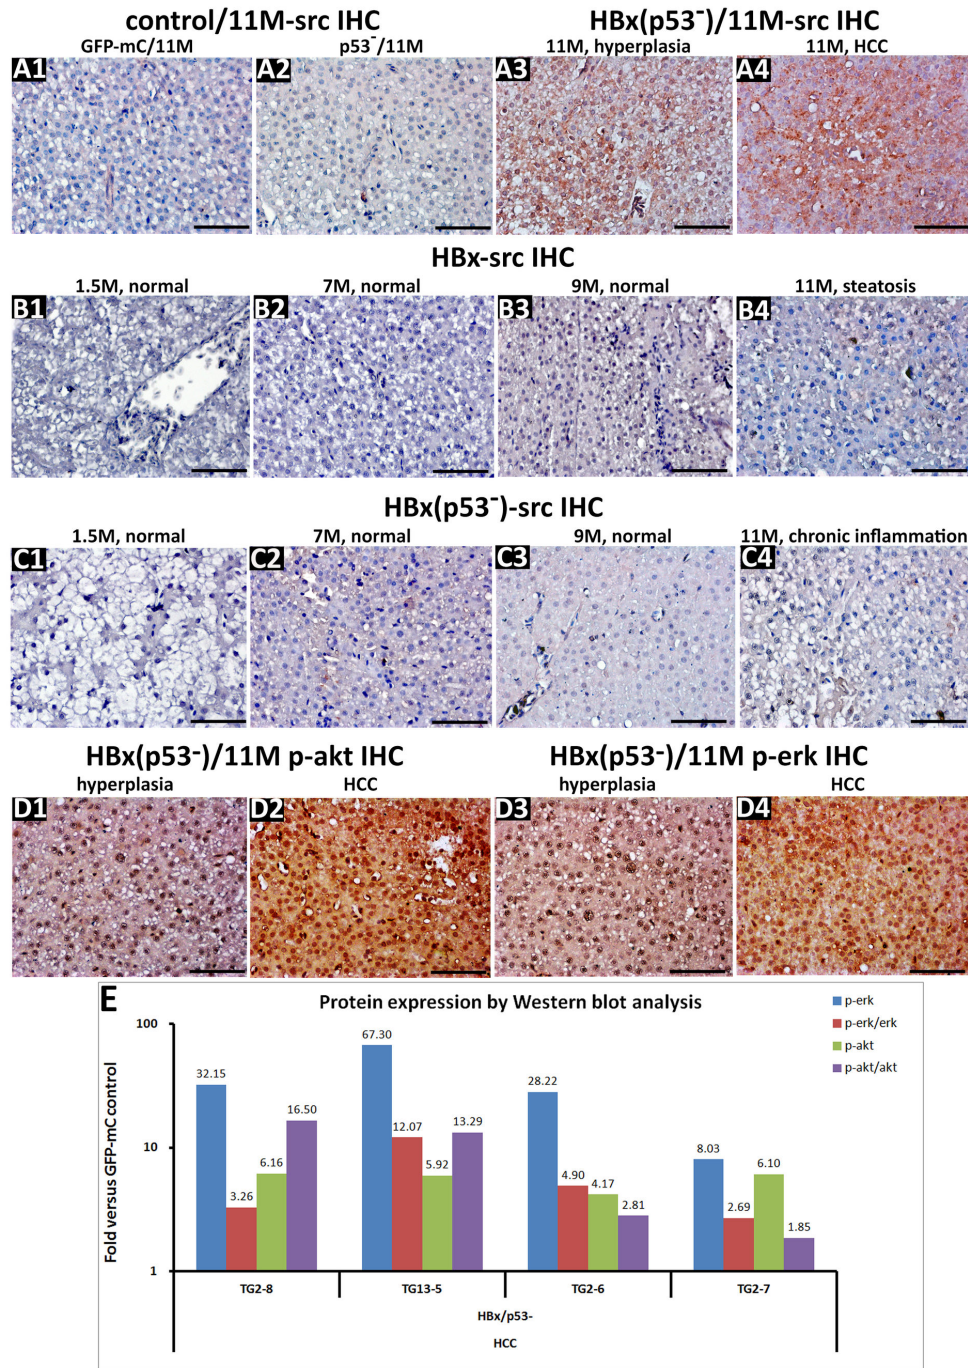 control/11M-src IHC HBx(p53⁻)/11M-src IHC
GFP-mC/11M p53⁻/11M 11M, hyperplasia 11M, HCC
A1 A2 A3 A4
HBx-src IHC
1.5M, normal 7M, normal 9M, normal 11M, steatosis
B1 B2 B3 B4
HBx(p53⁻)-src IHC
1.5M, normal 7M, normal 9M, normal 11M, chronic inflammation
C1 C2 C3 C4
HBx(p53⁻)/11M p-akt IHC HBx(p53⁻)/11M p-erk IHC
hyperplasia HCC hyperplasia HCC
D1 D2 D3 D4
E Protein expression by Western blot analysis
p-erk
p-erk/erk
p-akt
p-akt/akt
Fold versus GFP-mC control
100
10
1
32.15 3.26 6.16 16.50
67.30 12.07 5.92 13.29
28.22 4.90 4.17 2.81
8.03 2.69 6.10 1.85
TG2-8 TG13-5 TG2-6 TG2-7
HBx/p53-
HCC